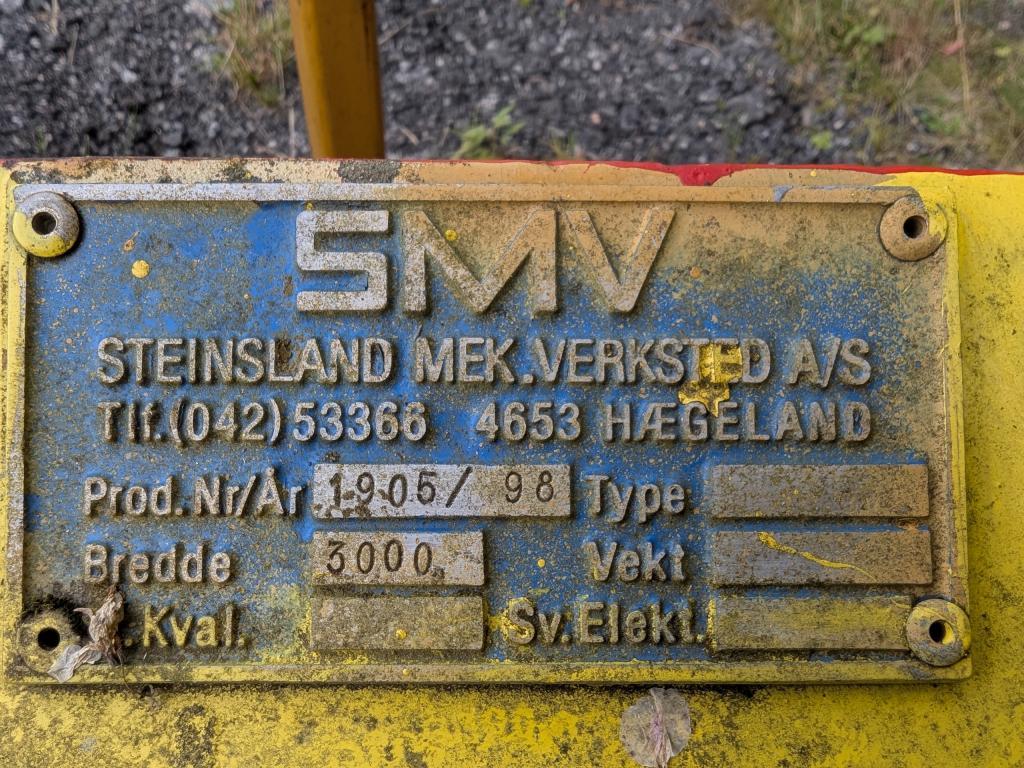 SMV
STEINSLAND MEK.VERKSTED A/S
Tlf.(042)53366 4653 HÆGELAND
Prod.Nr/År 1905/ 98 Type
Bredde 3000 Vekt
.Kval. Sv.Elekt.